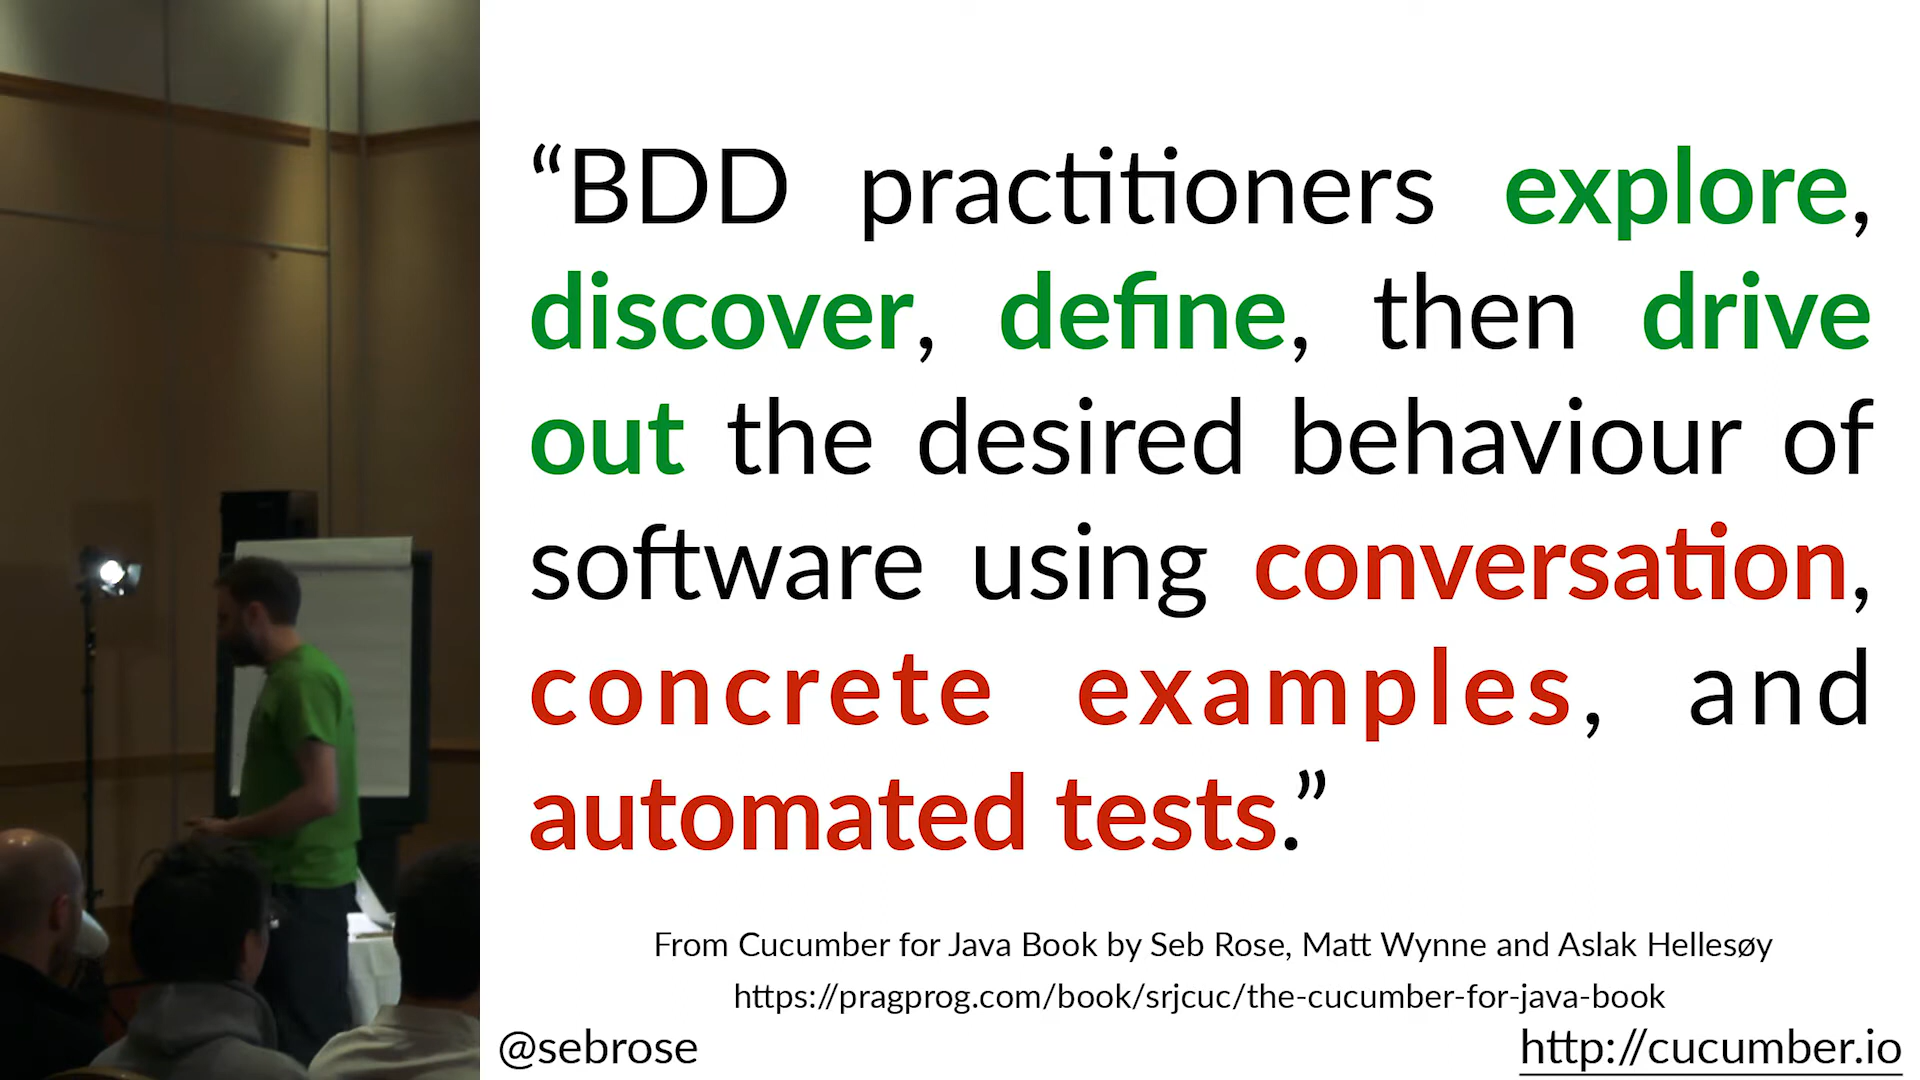 “BDD practitioners explore,
discover, define, then drive
out the desired behaviour of
software using conversation,
concrete examples, and
automated tests.”
From Cucumber for Java Book by Seb Rose, Matt Wynne and Aslak Hellesøy
https://pragprog.com/book/srjcuc/the-cucumber-for-java-book
@sebrose
http://cucumber.io